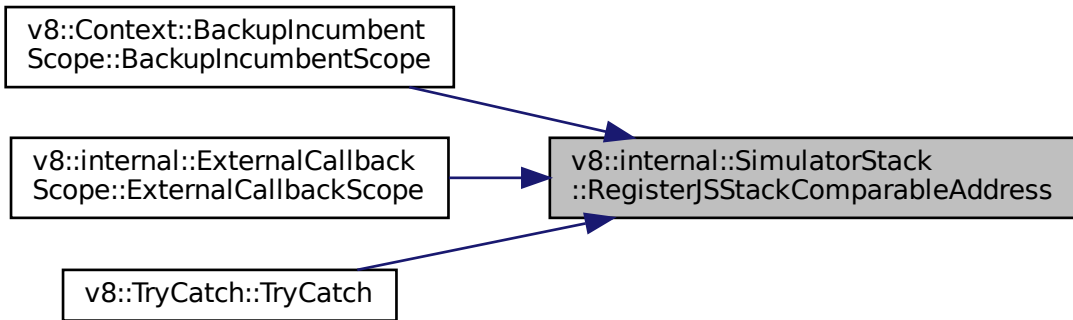 v8::Context::BackupIncumbent
Scope::BackupIncumbentScope
v8::internal::ExternalCallback
Scope::ExternalCallbackScope
v8::TryCatch::TryCatch
v8::internal::SimulatorStack
::RegisterJSStackComparableAddress